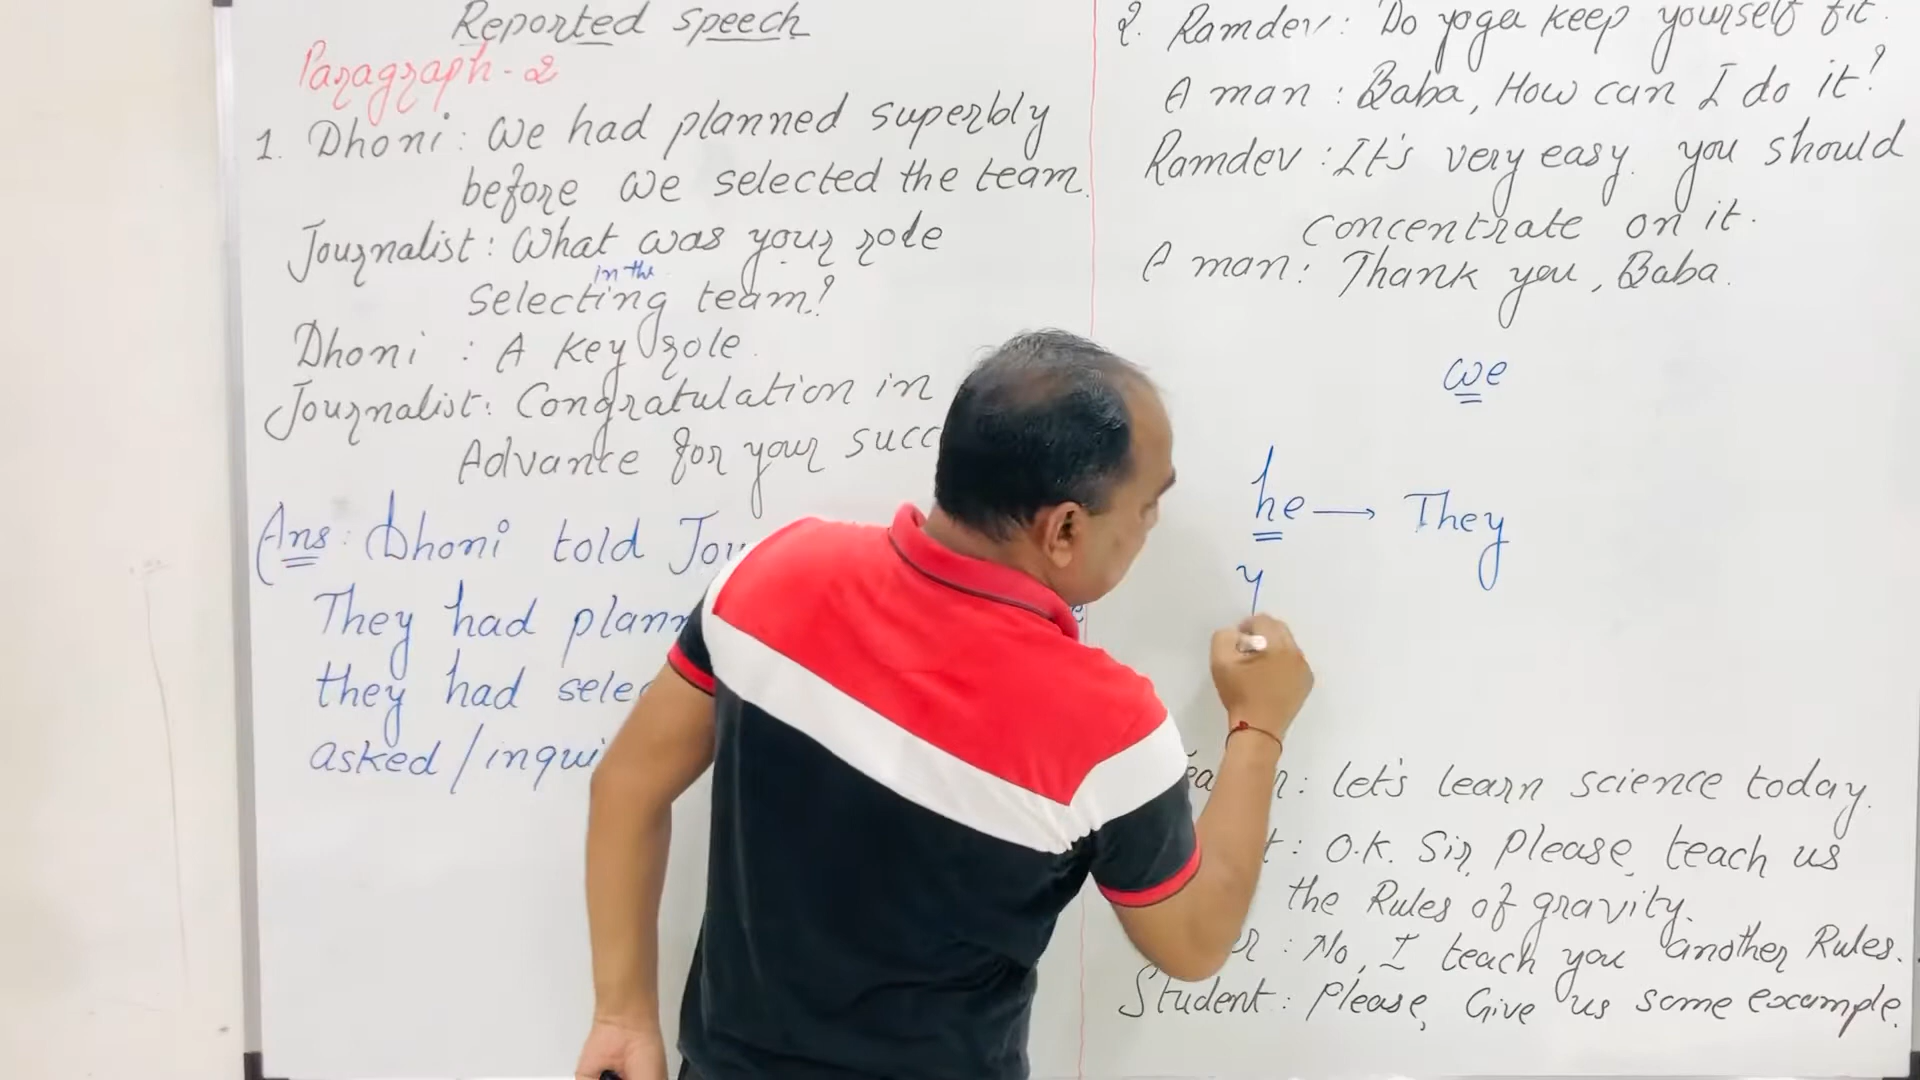 Reported speech
Paragraph-2
1. Dhoni: We had planned superbly
before we selected the team.
Journalist: What was your role
in the
Selecting team?
Dhoni : A key role.
Journalist: Congratulation in
Advance for your succ
Ans: Dhoni told Jou
They had plann
they had selec
asked/inqui
2. Ramdev: Do yoga keep yourself fit.
A man: Baba, How can I do it?
Ramdev: It's very easy. you should
concentrate on it.
A man: Thank you, Baba.
we
he → They
y
: let's learn science today.
t: O.K. Sir, Please, teach us
the Rules of gravity.
r: No, I teach you another Rules.
Student: Please, Give us some example.